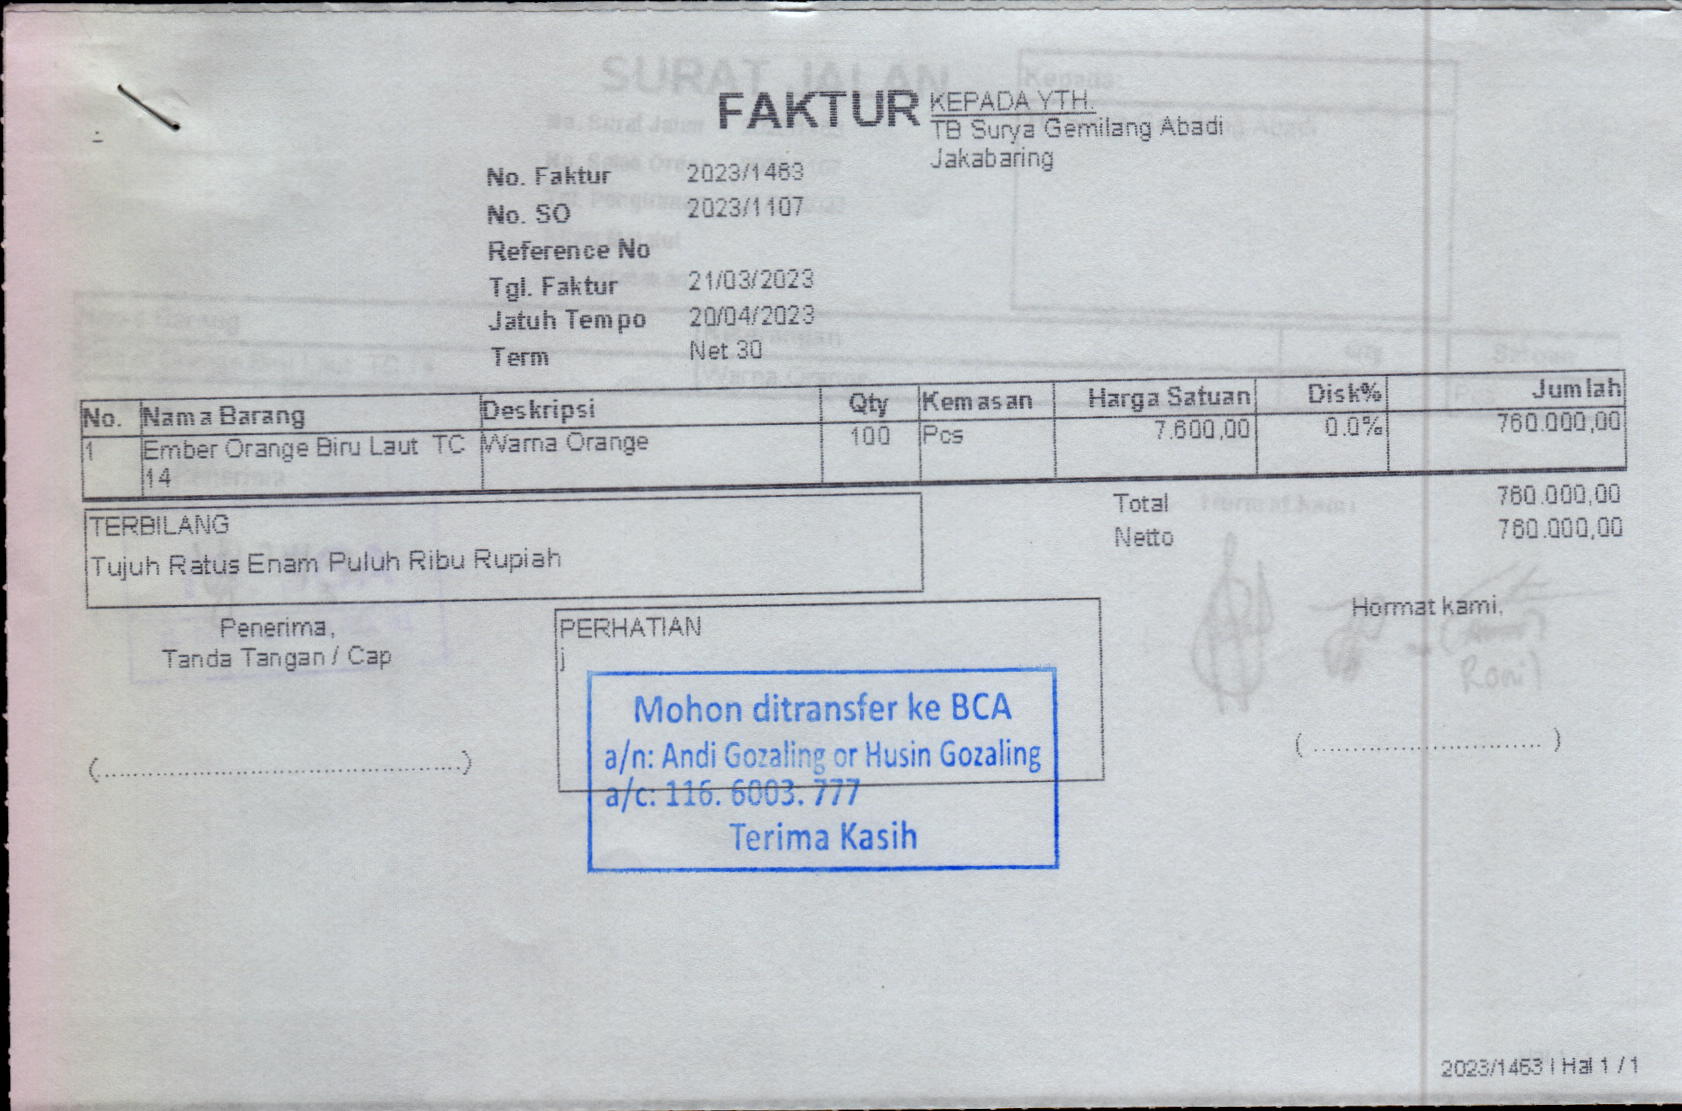 FAKTUR
KEPADA YTH.
TB Surya Gemilang Abadi
Jakabaring
No. Faktur 2023/1463
No. SO 2023/1107
Reference No
Tgl. Faktur 21/03/2023
Jatuh Tempo 20/04/2023
Term Net 30
No. Nama Barang Deskripsi Qty Kemasan Harga Satuan Disk% Jumlah
1 Ember Orange Biru Laut TC 14 Warna Orange 100 Pcs 7.600,00 0.0% 760.000,00
Total 760.000,00
Netto 760.000,00
TERBILANG
Tujuh Ratus Enam Puluh Ribu Rupiah
Penerima,
Tanda Tangan / Cap
(...............................................)
PERHATIAN
j
Mohon ditransfer ke BCA
a/n: Andi Gozaling or Husin Gozaling
a/c: 116. 6003. 777
Terima Kasih
Hormat kami,
( .............................. )
SURAT JALAN
Kepada:
Roni
2023/1463 | Hal 1 / 1